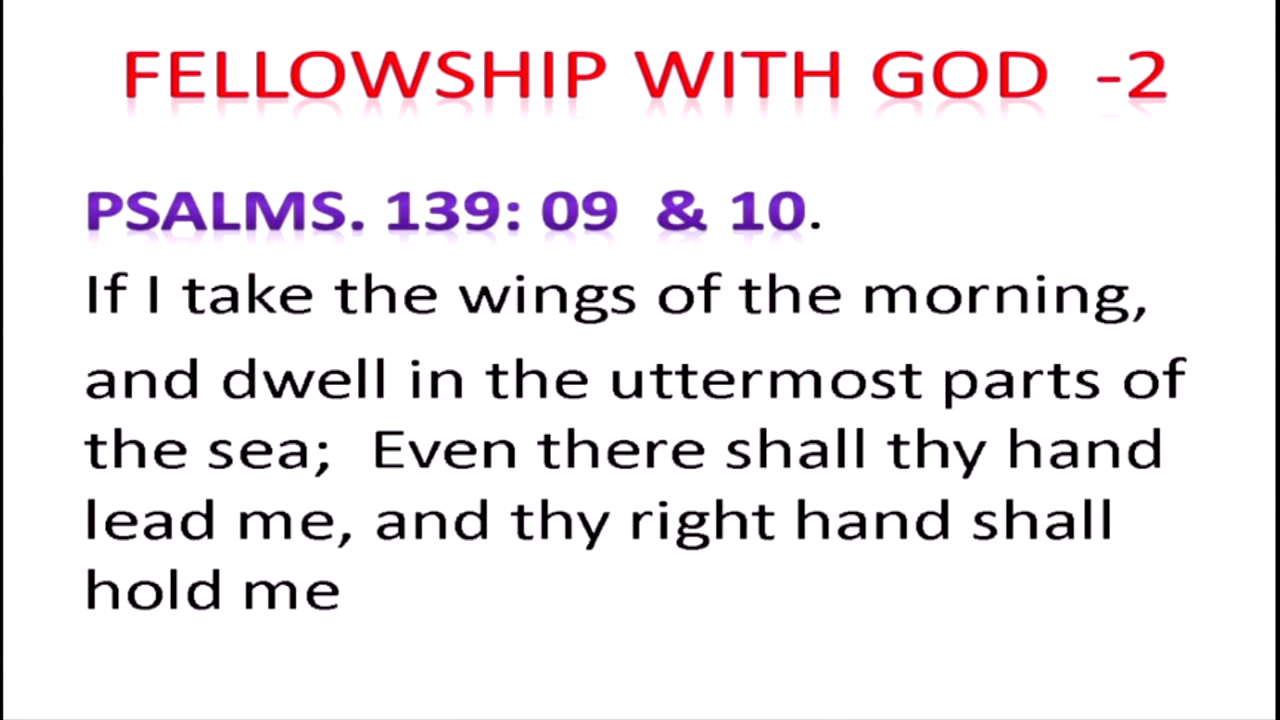 FELLOWSHIP WITH GOD -2
PSALMS. 139: 09 & 10.
If I take the wings of the morning,
and dwell in the uttermost parts of
the sea; Even there shall thy hand
lead me, and thy right hand shall
hold me